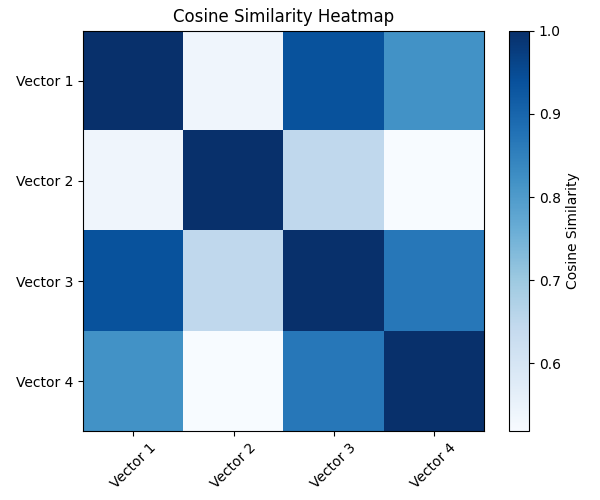 Cosine Similarity Heatmap
Vector 1
Vector 2
Vector 3
Vector 4
Vector 1
Vector 2
Vector 3
Vector 4
1.0
0.9
0.8
0.7
0.6
Cosine Similarity